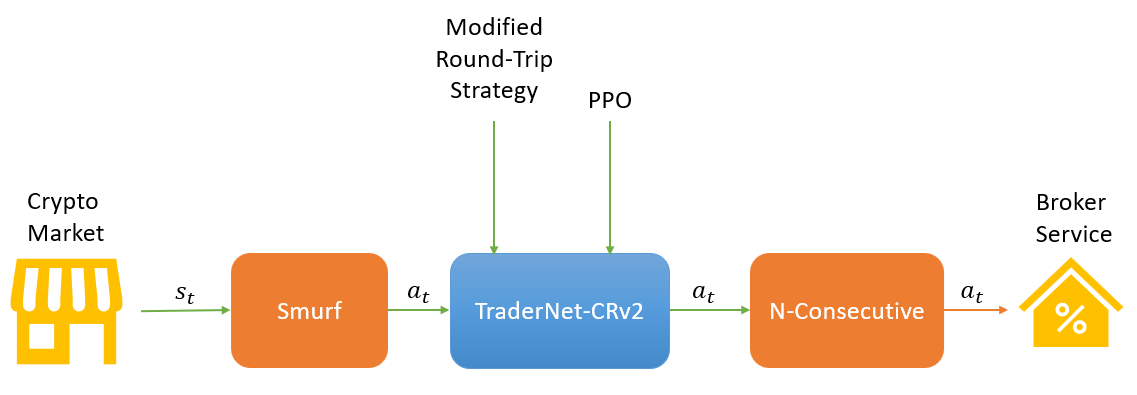 Modified
Round-Trip
Strategy
PPO
Crypto
Market
Broker
Service
s_t
Smurf
a_t
TraderNet-CRv2
a_t
N-Consecutive
a_t
%